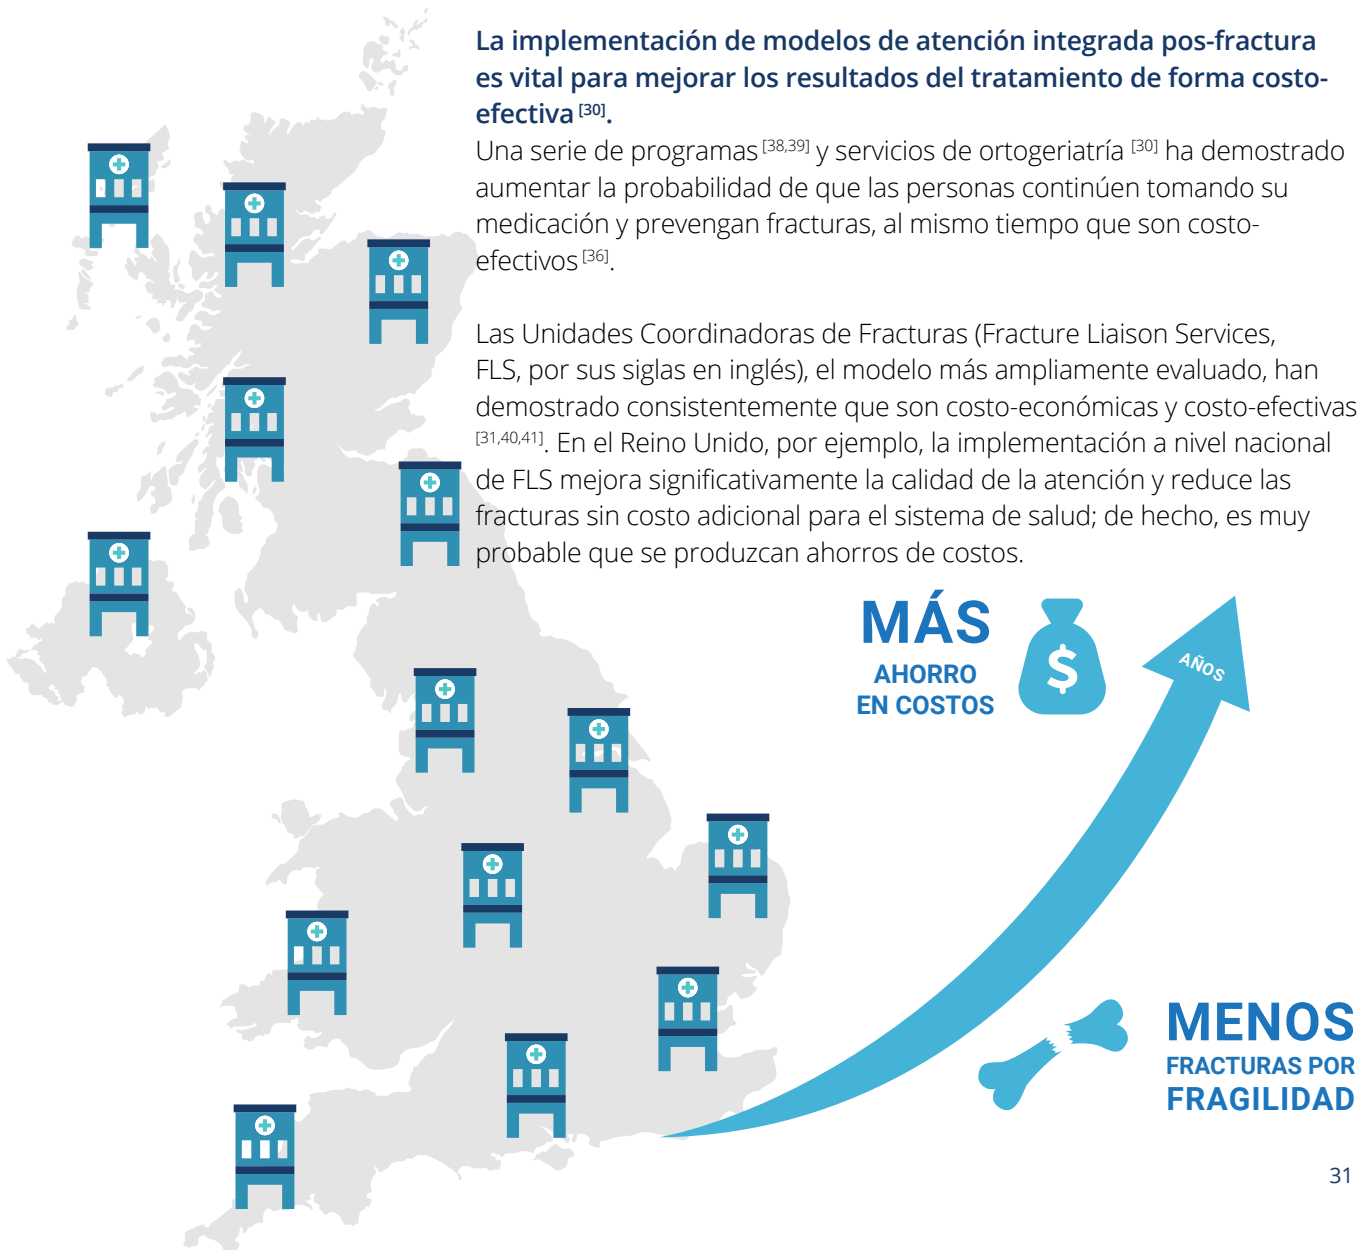 La implementación de modelos de atención integrada pos-fractura
es vital para mejorar los resultados del tratamiento de forma costo-
efectiva [30].
Una serie de programas [38,39] y servicios de ortogeriatría [30] ha demostrado
aumentar la probabilidad de que las personas continúen tomando su
medicación y prevengan fracturas, al mismo tiempo que son costo-
efectivos [36].
Las Unidades Coordinadoras de Fracturas (Fracture Liaison Services,
FLS, por sus siglas en inglés), el modelo más ampliamente evaluado, han
demostrado consistentemente que son costo-económicas y costo-efectivas
[31,40,41]. En el Reino Unido, por ejemplo, la implementación a nivel nacional
de FLS mejora significativamente la calidad de la atención y reduce las
fracturas sin costo adicional para el sistema de salud; de hecho, es muy
probable que se produzcan ahorros de costos.
MÁS
AHORRO
EN COSTOS
$
AÑOS
MENOS
FRACTURAS POR
FRAGILIDAD
31